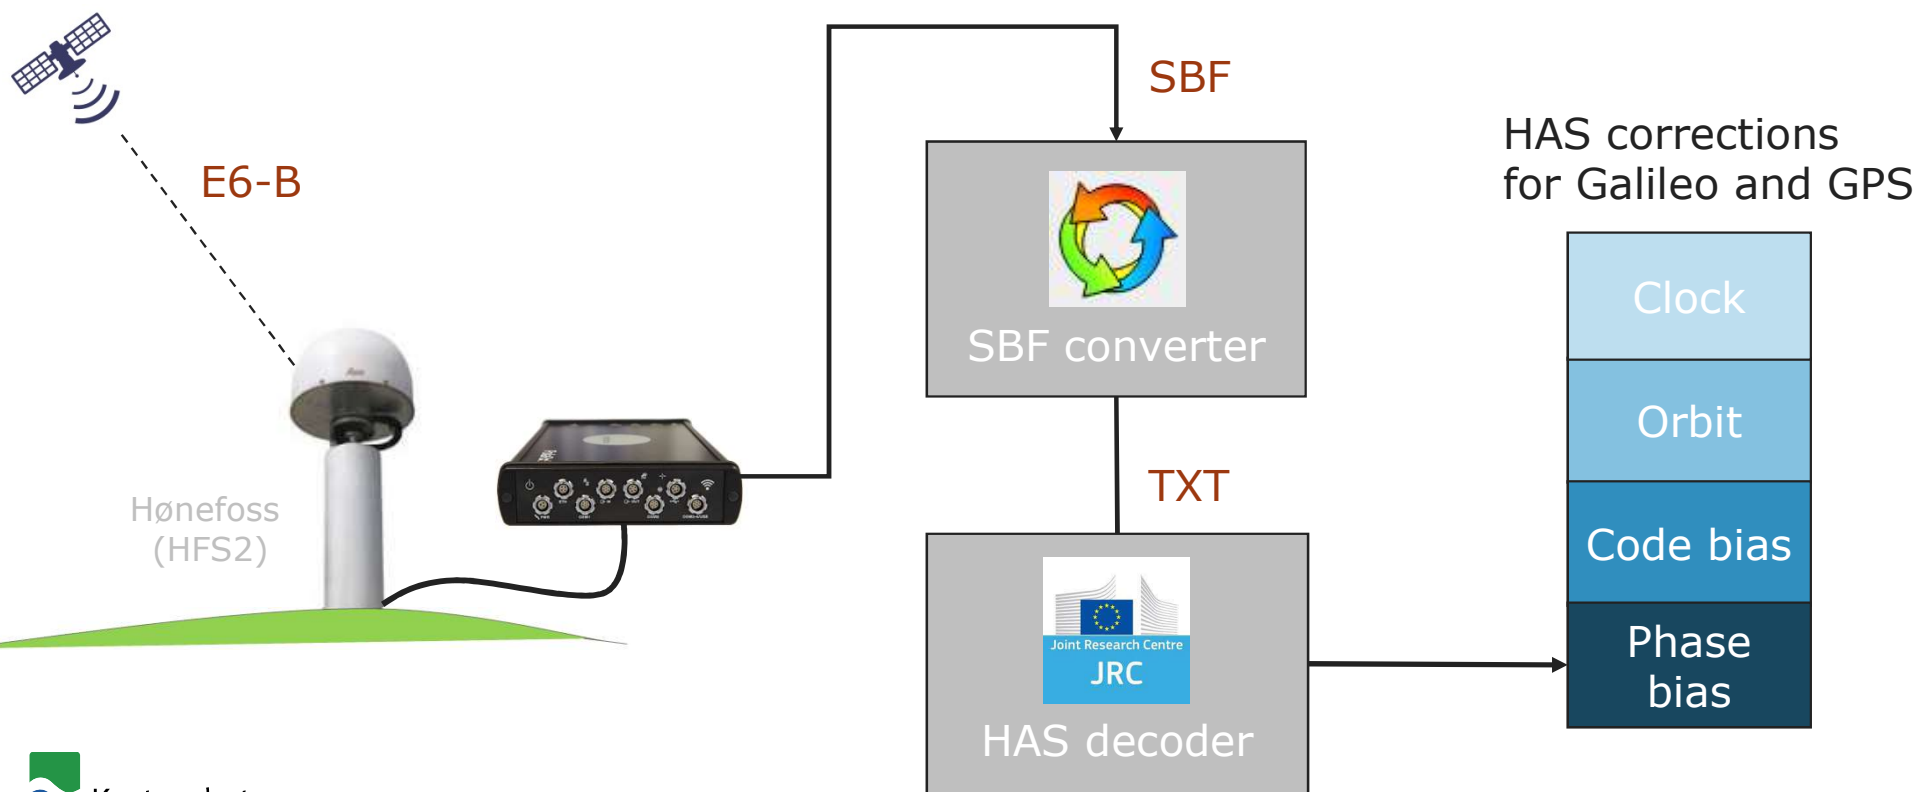 SBF
E6-B
HAS corrections
for Galileo and GPS
SBF converter
Clock
Orbit
Code bias
Phase
bias
Hønefoss
(HFS2)
TXT
Joint Research Centre
JRC
HAS decoder